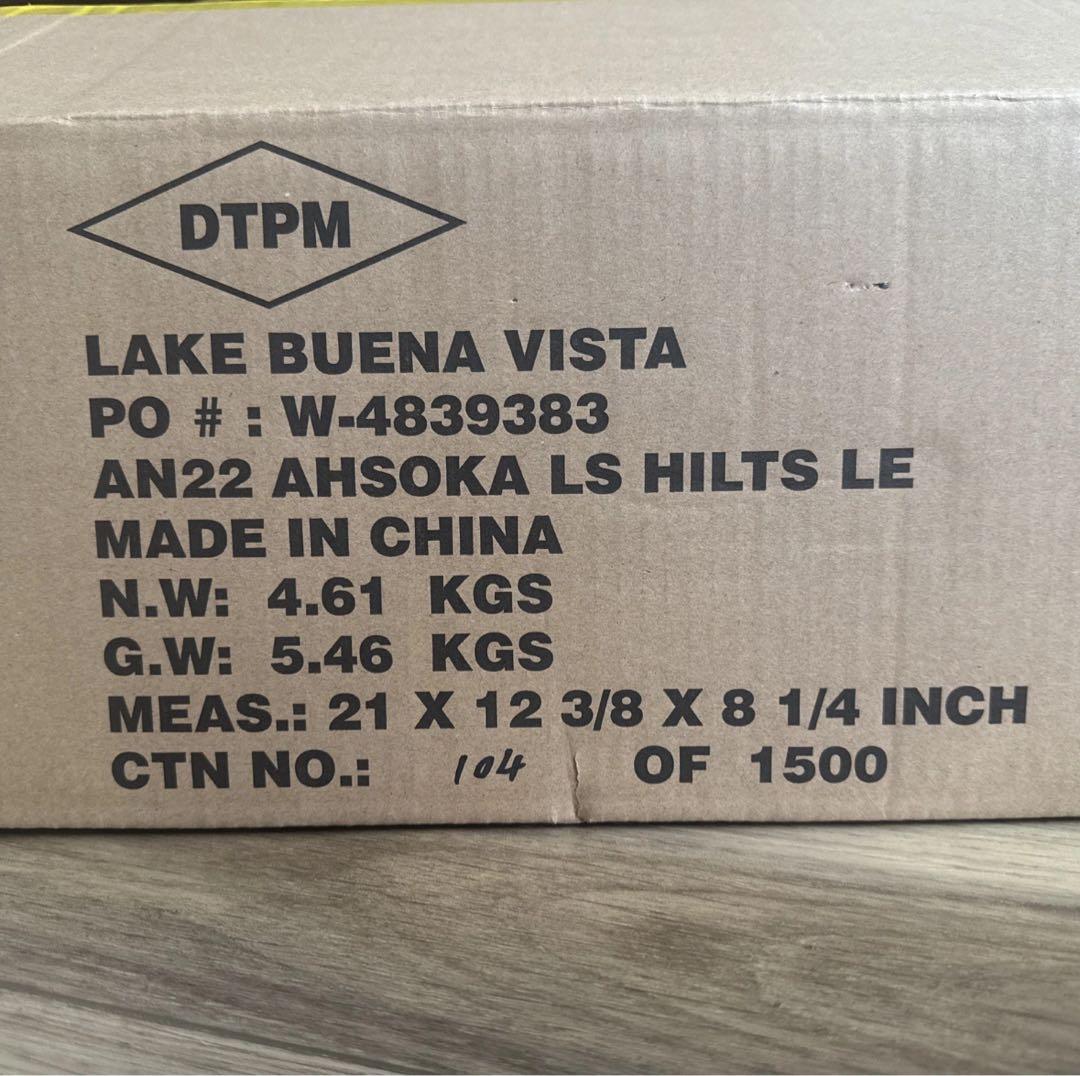 DTPM
LAKE BUENA VISTA
PO # : W-4839383
AN22 AHSOKA LS HILTS LE
MADE IN CHINA
N.W: 4.61 KGS
G.W: 5.46 KGS
MEAS.: 21 X 12 3/8 X 8 1/4 INCH
CTN NO.: 104 OF 1500